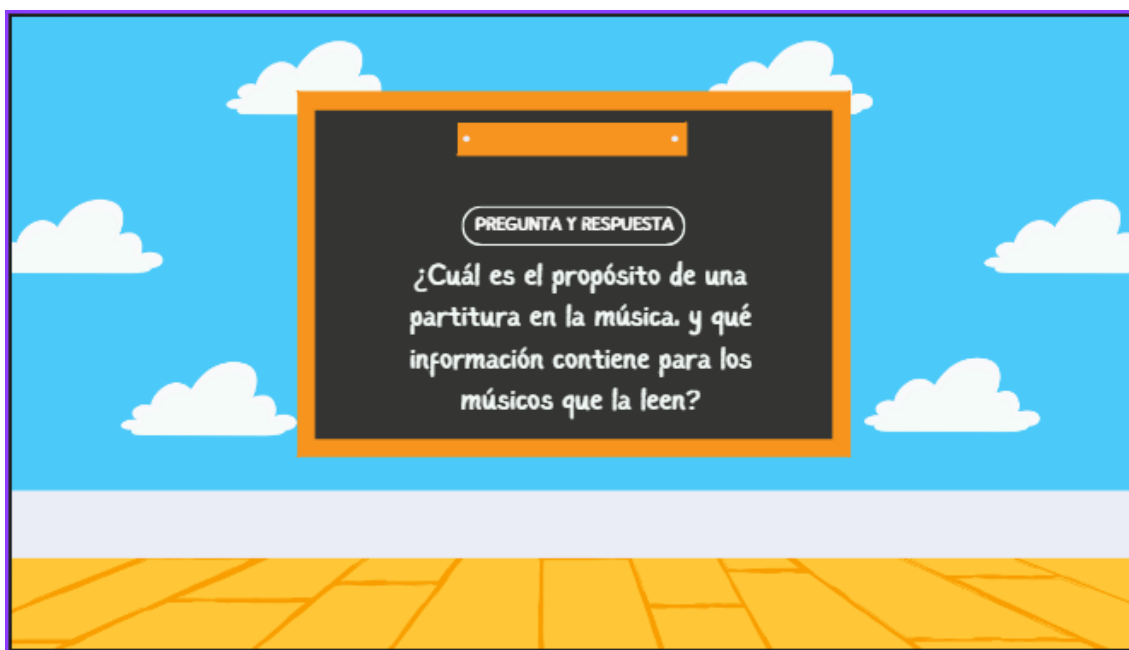 PREGUNTA Y RESPUESTA
¿Cuál es el propósito de una
partitura en la música. y qué
información contiene para los
músicos que la leen?